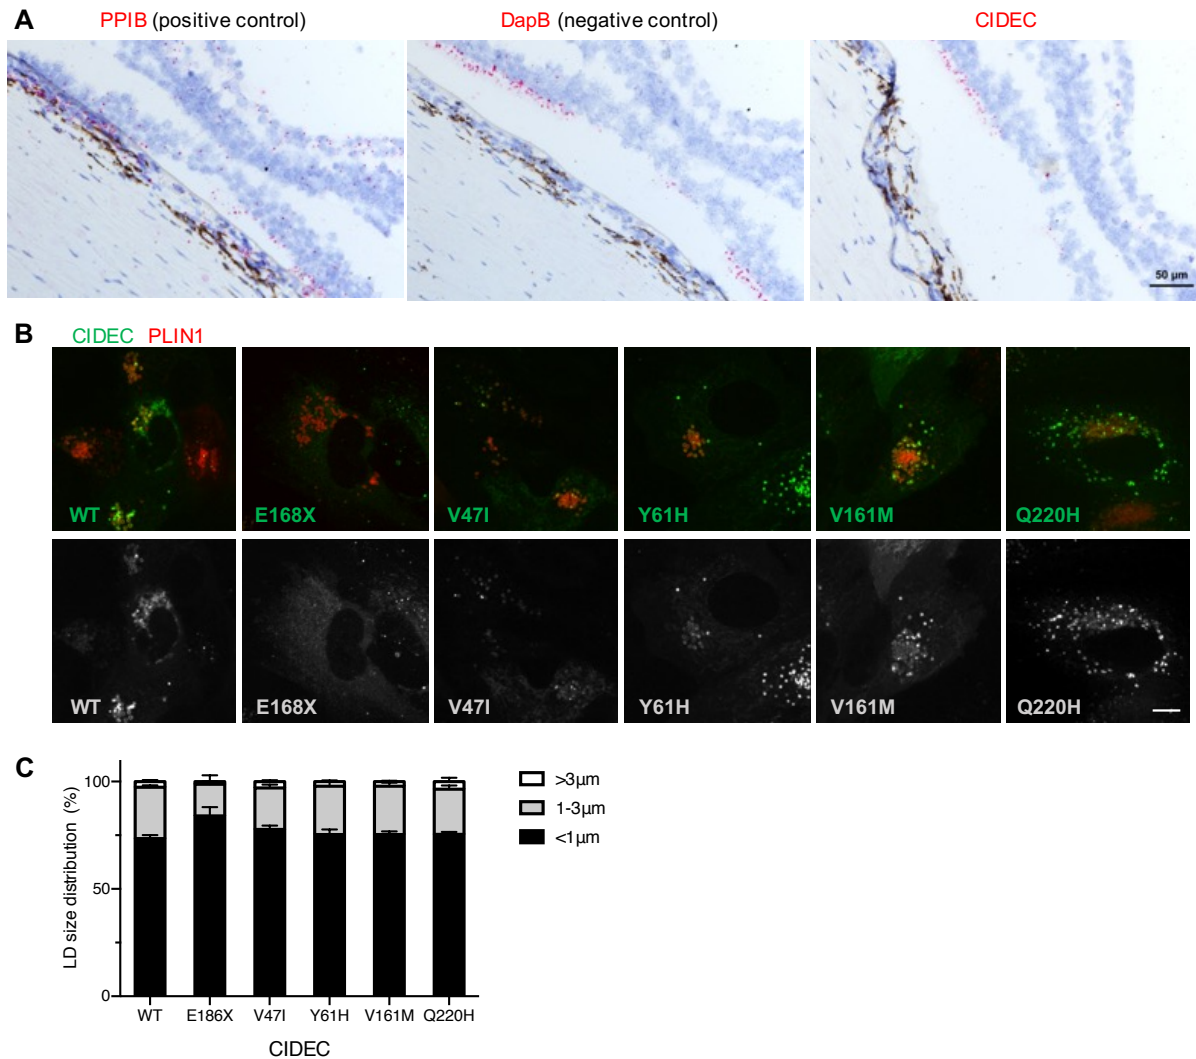 A
PPIB (positive control)
DapB (negative control)
CIDEC
50 µm
B
CIDEC PLIN1
WT
E168X
V47I
Y61H
V161M
Q220H
WT
E168X
V47I
Y61H
V161M
Q220H
C
LD size distribution (%)
100
50
0
WT
E186X
V47I
Y61H
V161M
Q220H
CIDEC
>3µm
1-3µm
<1µm